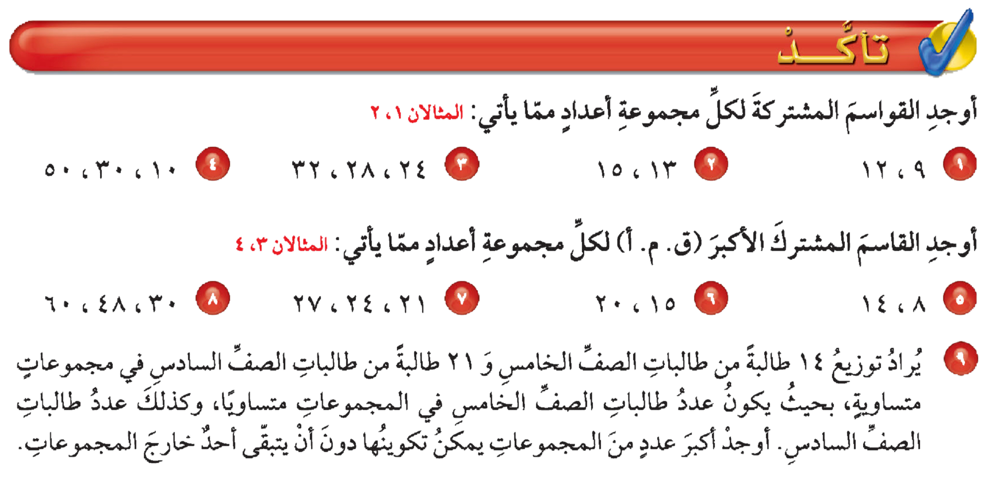 تأكَّــدْ
أوجدِ القواسمَ المشتركةَ لكلِّ مجموعةِ أعدادٍ ممّا يأتي: المثالان ١، ٢
١ ٩ ، ١٢ ٢ ١٣ ، ١٥ ٣ ٢٤ ، ٢٨ ، ٣٢ ٤ ١٠ ، ٣٠ ، ٥٠
أوجدِ القاسمَ المشتركَ الأكبرَ (ق. م. أ) لكلِّ مجموعةِ أعدادٍ ممّا يأتي: المثالان ٣، ٤
٥ ٨ ، ١٤ ٦ ١٥ ، ٢٠ ٧ ٢١ ، ٢٤ ، ٢٧ ٨ ٣٠ ، ٤٨ ، ٦٠
٩ يُرادُ توزيعُ ١٤ طالبةً من طالباتِ الصفِّ الخامسِ وَ ٢١ طالبةً من طالباتِ الصفِّ السادسِ في مجموعاتٍ
متساويةٍ، بحيثُ يكونُ عددُ طالباتِ الصفِّ الخامسِ في المجموعاتِ متساويًا، وكذلكَ عددُ طالباتِ
الصفِّ السادسِ. أوجدْ أكبرَ عددٍ منَ المجموعاتِ يمكنُ تكوينُها دونَ أنْ يتبقّى أحدٌ خارجَ المجموعاتِ.